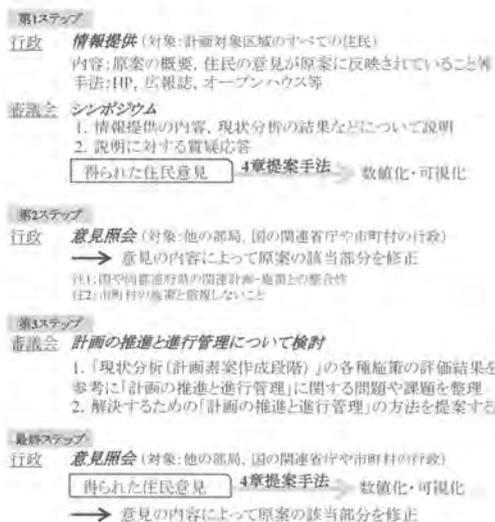 第1ステップ
行政 情報提供（対象:計画対象区域のすべての住民）
内容:原案の概要, 住民の意見が原案に反映されていること等
手法:HP, 広報誌, オープンハウス等
審議会 シンポジウム
1. 情報提供の内容, 現状分析の結果などについて説明
2. 説明に対する質疑応答
得られた住民意見 4章提案手法 数値化・可視化
第2ステップ
行政 意見照会（対象:他の部局, 国の関連省庁や市町村の行政）
→ 意見の内容によって原案の該当部分を修正
注1:国や同都道府県の関連計画・施策との整合性
注2:市町村の施策と齟齬しないこと
第3ステップ
審議会 計画の推進と進行管理について検討
1.「現状分析(計画書案作成段階)」の各種施策の評価結果を
参考に「計画の推進と進行管理」に関する問題や課題を整理
2. 解決するための「計画の推進と進行管理」の方法を提案する
最終ステップ
行政 意見照会（対象:他の部局, 国の関連省庁や市町村の行政）
得られた住民意見 4章提案手法 数値化・可視化
→ 意見の内容によって原案の該当部分を修正